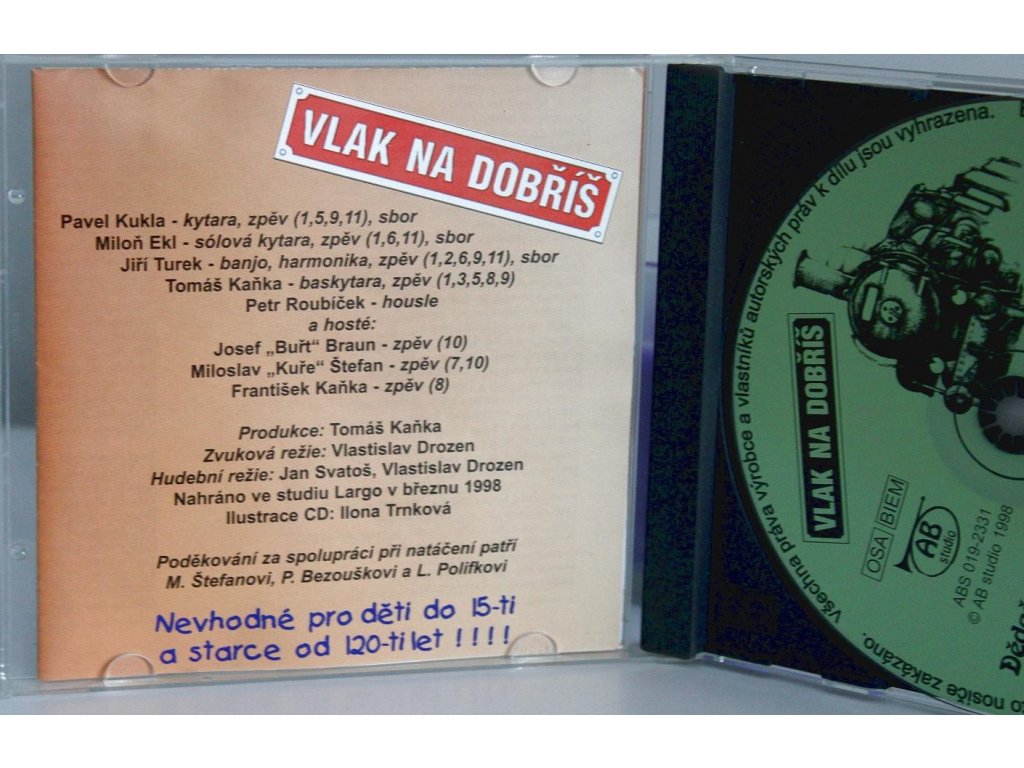 VLAK NA DOBŘÍŠ
Pavel Kukla - kytara, zpěv (1,5,9,11), sbor
Miloň Ekl - sólová kytara, zpěv (1,6,11), sbor
Jiří Turek - banjo, harmonika, zpěv (1,2,6,9,11), sbor
Tomáš Kaňka - baskytara, zpěv (1,3,5,8,9)
Petr Roubíček - housle
a hosté:
Josef „Buřt“ Braun - zpěv (10)
Miloslav „Kuře“ Štefan - zpěv (7,10)
František Kaňka - zpěv (8)
Produkce: Tomáš Kaňka
Zvuková režie: Vlastislav Drozen
Hudební režie: Jan Svatoš, Vlastislav Drozen
Nahráno ve studiu Largo v březnu 1998
Ilustrace CD: Ilona Trnková
Poděkování za spolupráci při natáčení patří
M. Štefanovi, P. Bezouškovi a L. Polifkovi
Nevhodné pro děti do 15-ti
a starce od 120-ti let ! ! ! !
Všechna práva výrobce a vlastníků autorských práv k dílu jsou vyhrazena.
VLAK NA DOBŘÍŠ
OSA BIEM
AB
studio
ABS 019-2331
© AB studio 1998
to nosiče zakázáno.